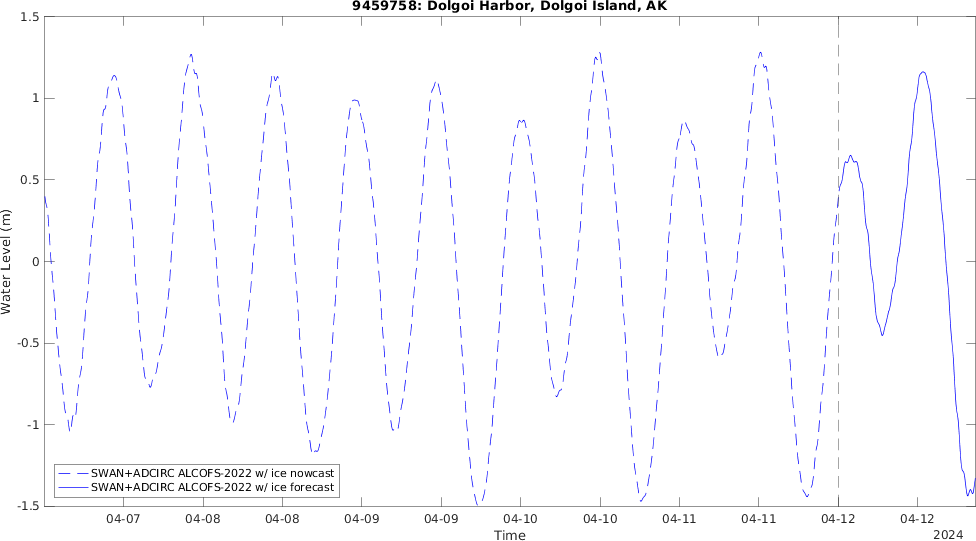 9459758: Dolgoi Harbor, Dolgoi Island, AK
1.5
1
0.5
0
-0.5
-1
-1.5
Water Level (m)
SWAN+ADCIRC ALCOFS-2022 w/ ice nowcast
SWAN+ADCIRC ALCOFS-2022 w/ ice forecast
04-07 04-08 04-08 04-09 04-09 04-10 04-10 04-11 04-11 04-12 04-12
Time
2024